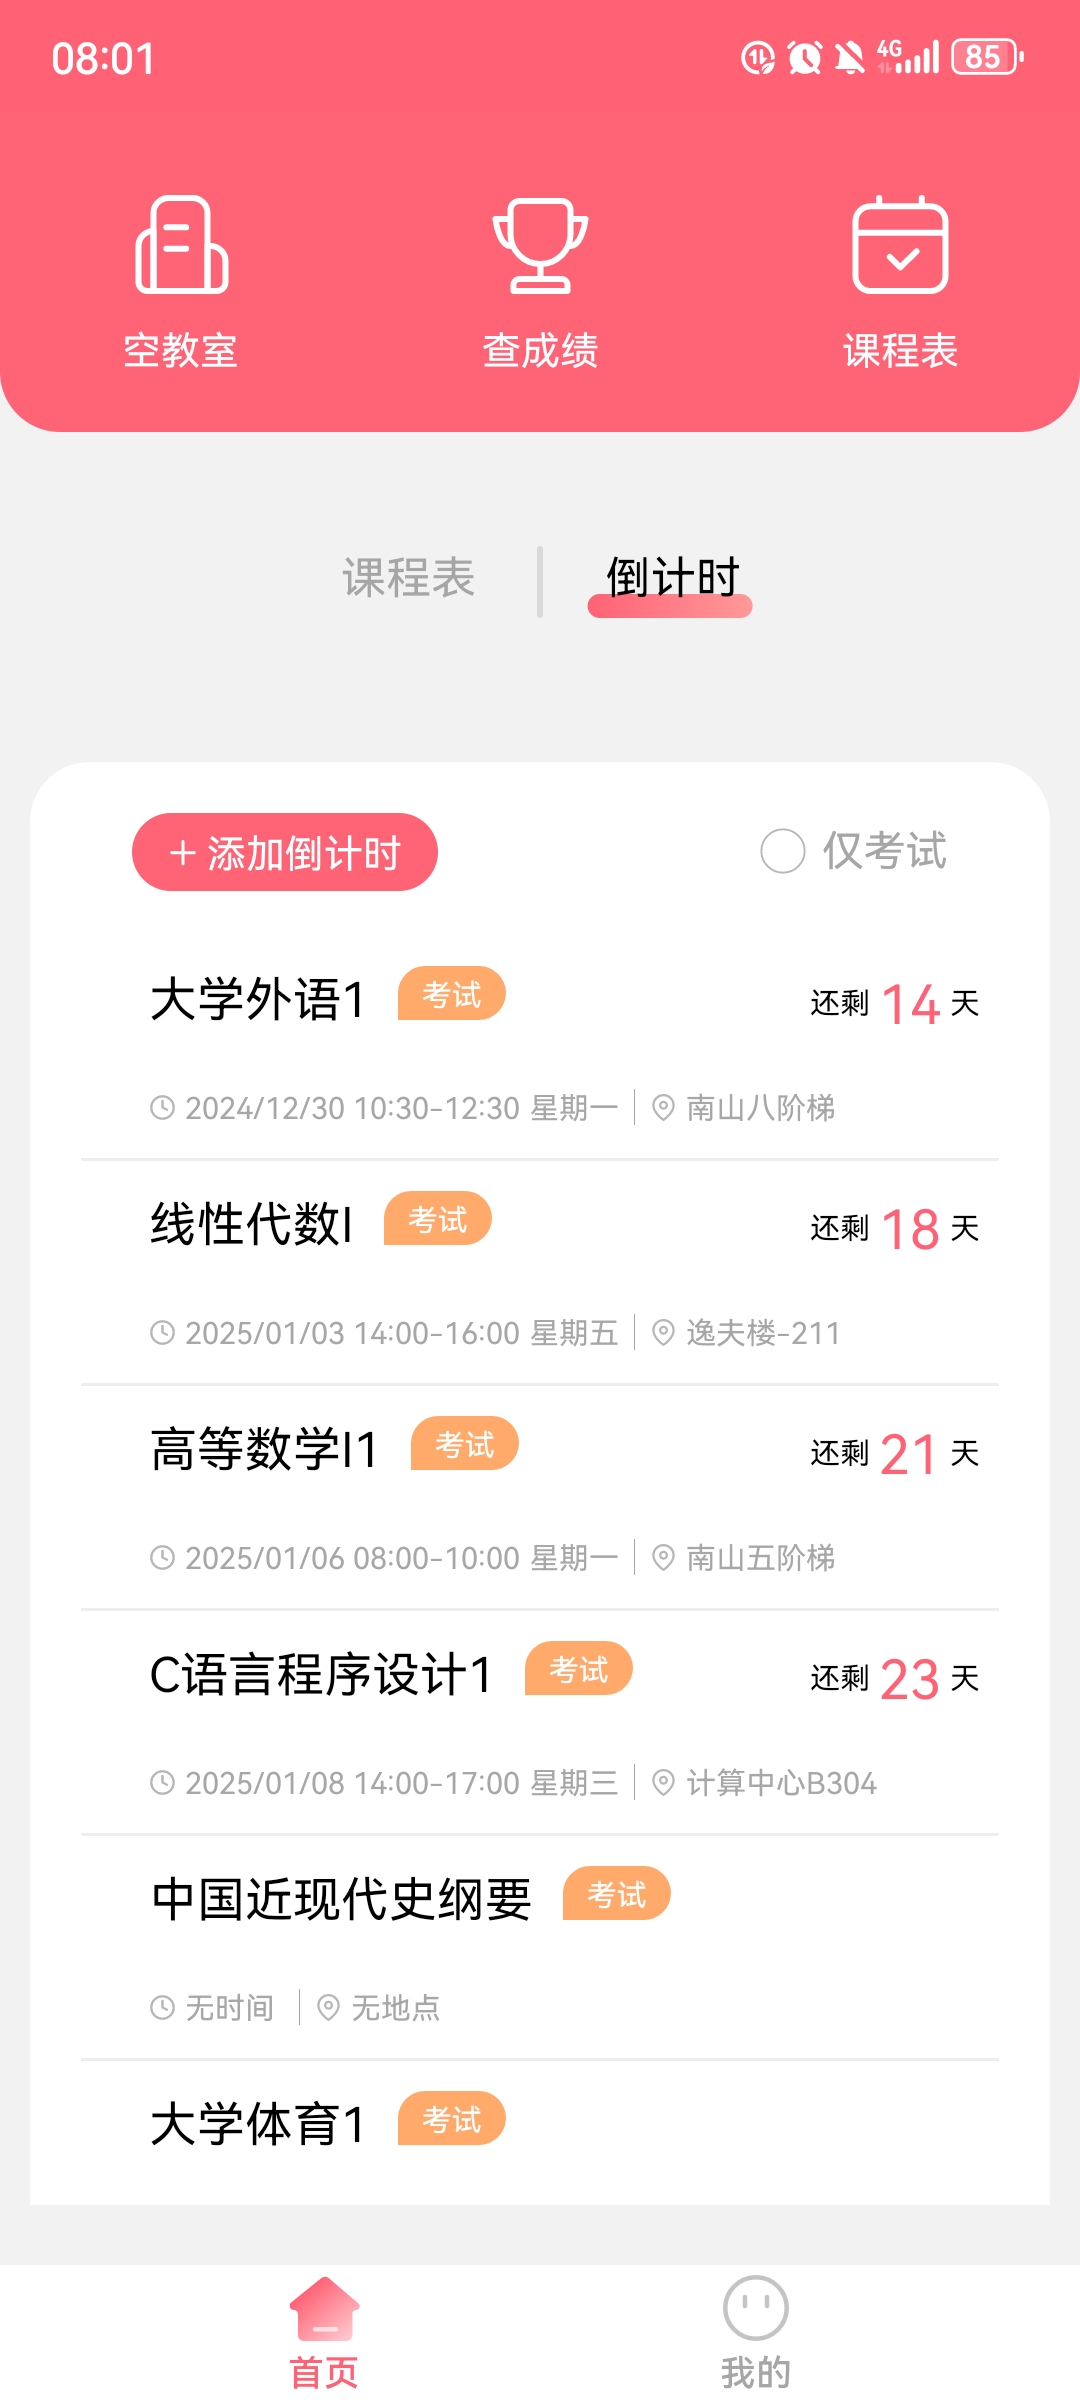 08:01 4G 85
空教室 查成绩 课程表
课程表 倒计时
+ 添加倒计时 仅考试
大学外语1 考试 还剩 14 天
2024/12/30 10:30-12:30 星期一 南山八阶梯
线性代数I 考试 还剩 18 天
2025/01/03 14:00-16:00 星期五 逸夫楼-211
高等数学I1 考试 还剩 21 天
2025/01/06 08:00-10:00 星期一 南山五阶梯
C语言程序设计1 考试 还剩 23 天
2025/01/08 14:00-17:00 星期三 计算中心B304
中国近现代史纲要 考试
无时间 无地点
大学体育1 考试
首页 我的